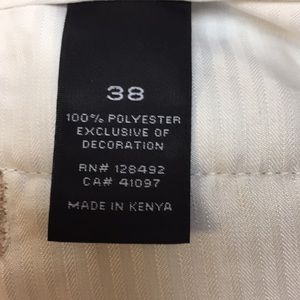 38
100% POLYESTER
EXCLUSIVE OF
DECORATION
RN# 128492
CA# 41097
MADE IN KENYA